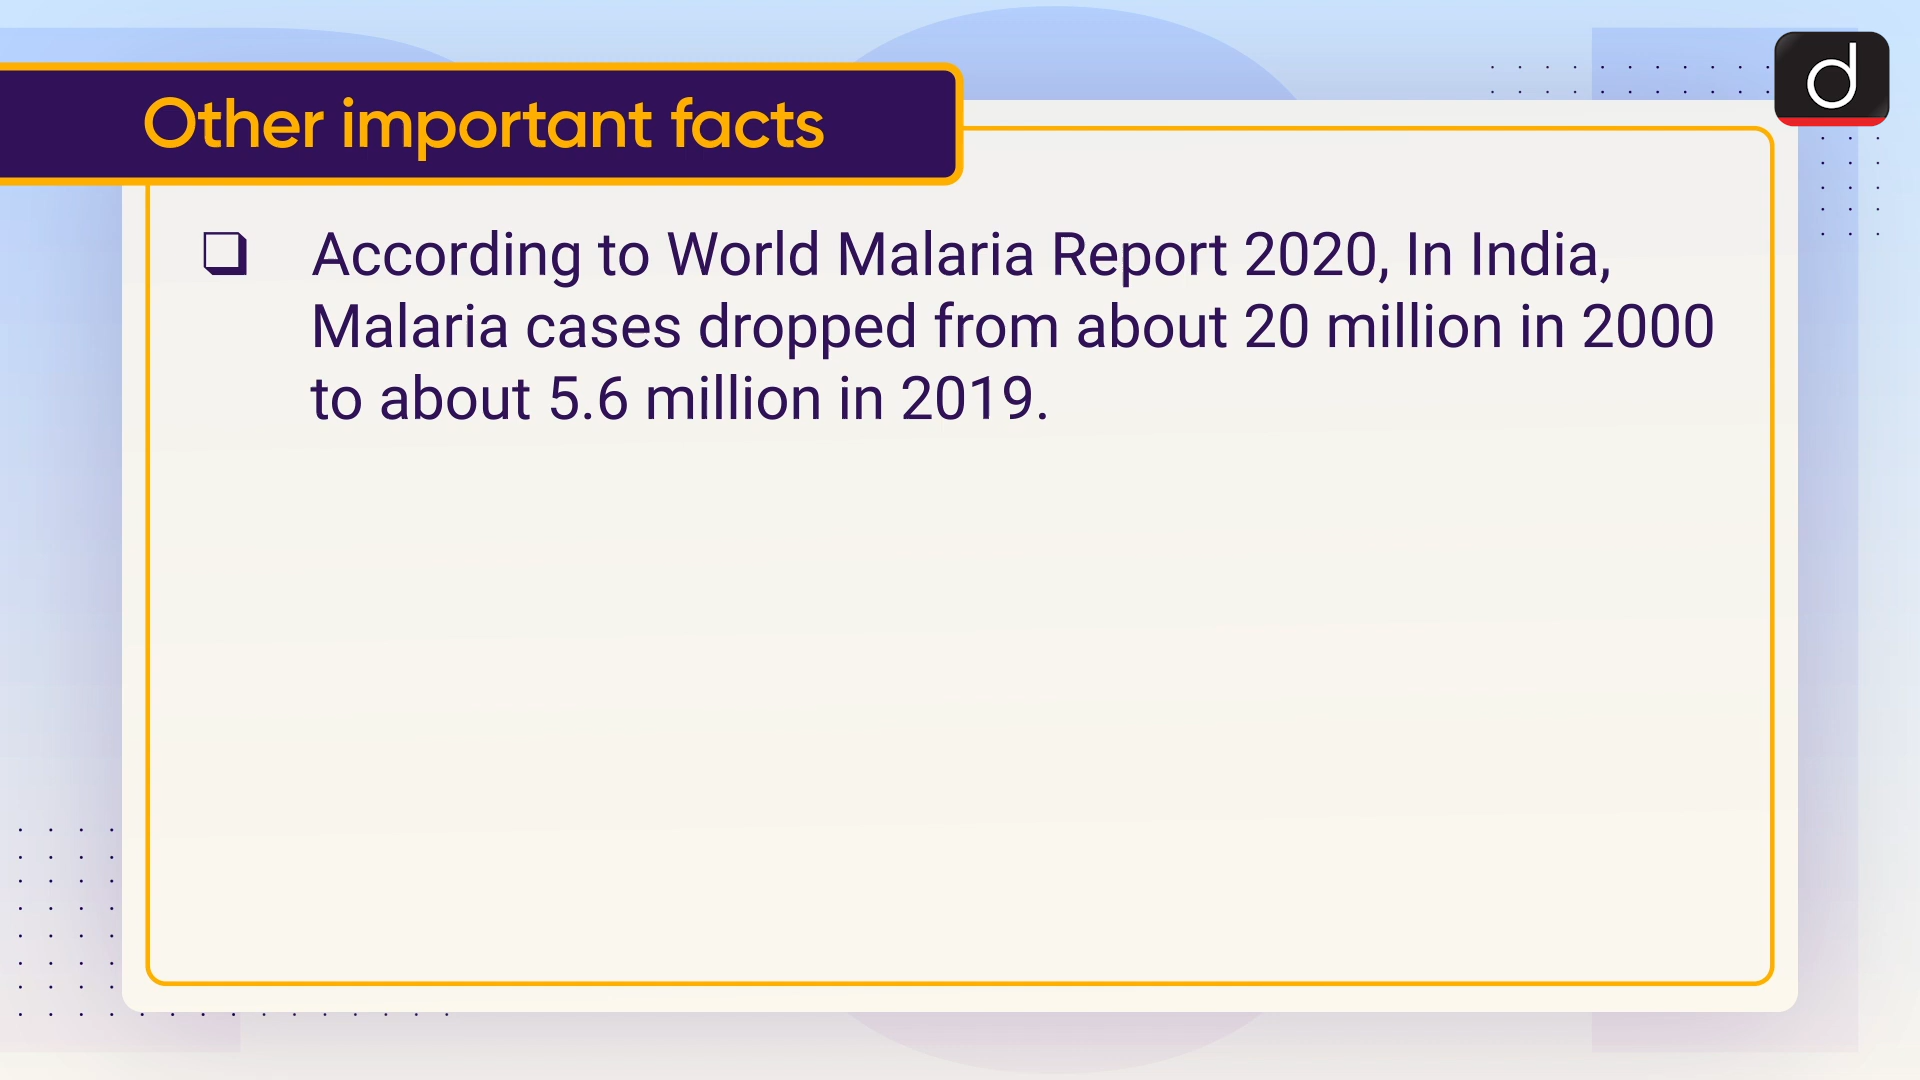 Other important facts
d
❑ According to World Malaria Report 2020, In India,
Malaria cases dropped from about 20 million in 2000
to about 5.6 million in 2019.